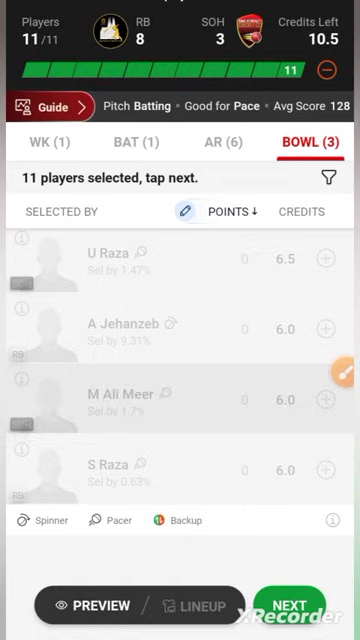 Players RB SOH Credits Left
11/11 8 3 10.5
11
Guide Pitch Batting • Good for Pace • Avg Score 128
WK (1) BAT (1) AR (6) BOWL (3)
11 players selected, tap next.
SELECTED BY POINTS↓ CREDITS
U Raza 0 6.5
Sel by 1.47%
A Jehanzeb 0 6.0
Sel by 9.31%
RB
M Ali Meer 0 6.0
Sel by 1.7%
S Raza 0 6.0
Sel by 0.63%
RB
Spinner Pacer Backup
PREVIEW / LINEUP NEXT
XRecorder